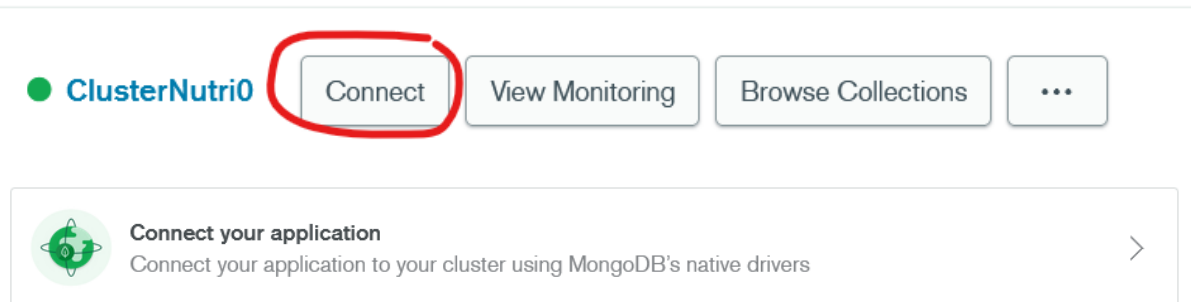 ClusterNutri0 Connect View Monitoring Browse Collections ...
Connect your application
Connect your application to your cluster using MongoDB's native drivers